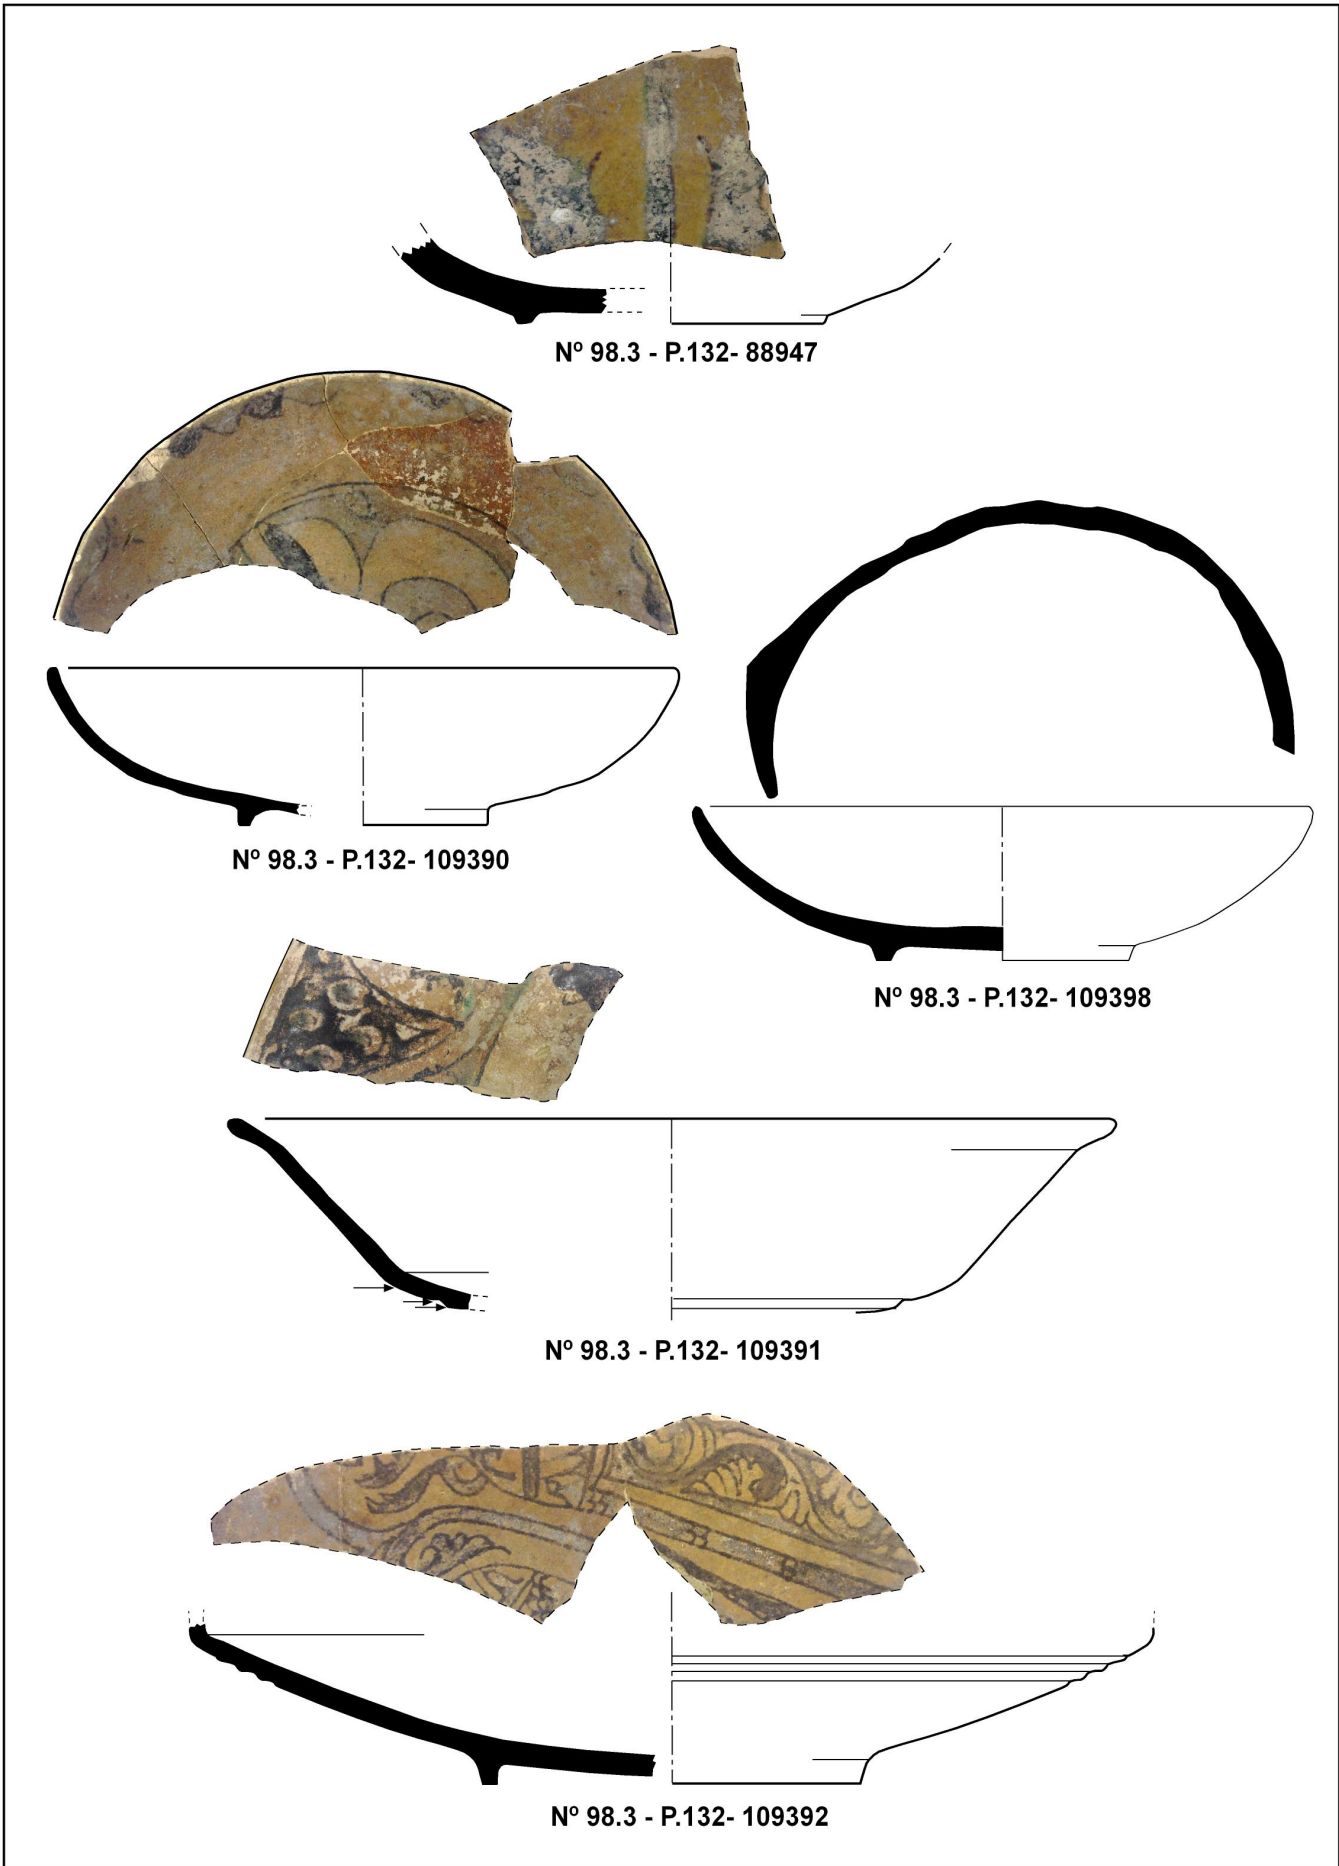 Nº 98.3 - P.132- 88947
Nº 98.3 - P.132- 109390
Nº 98.3 - P.132- 109398
Nº 98.3 - P.132- 109391
Nº 98.3 - P.132- 109392